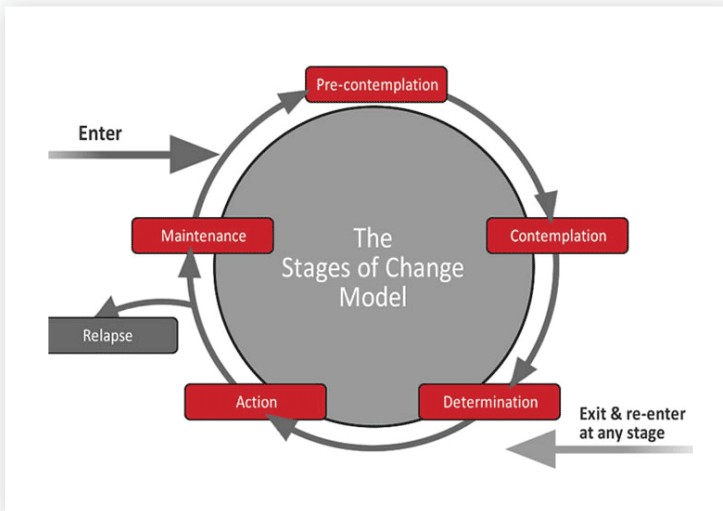 Pre-contemplation
Enter
Maintenance
Contemplation
The
Stages of Change
Model
Relapse
Action
Determination
Exit & re-enter
at any stage